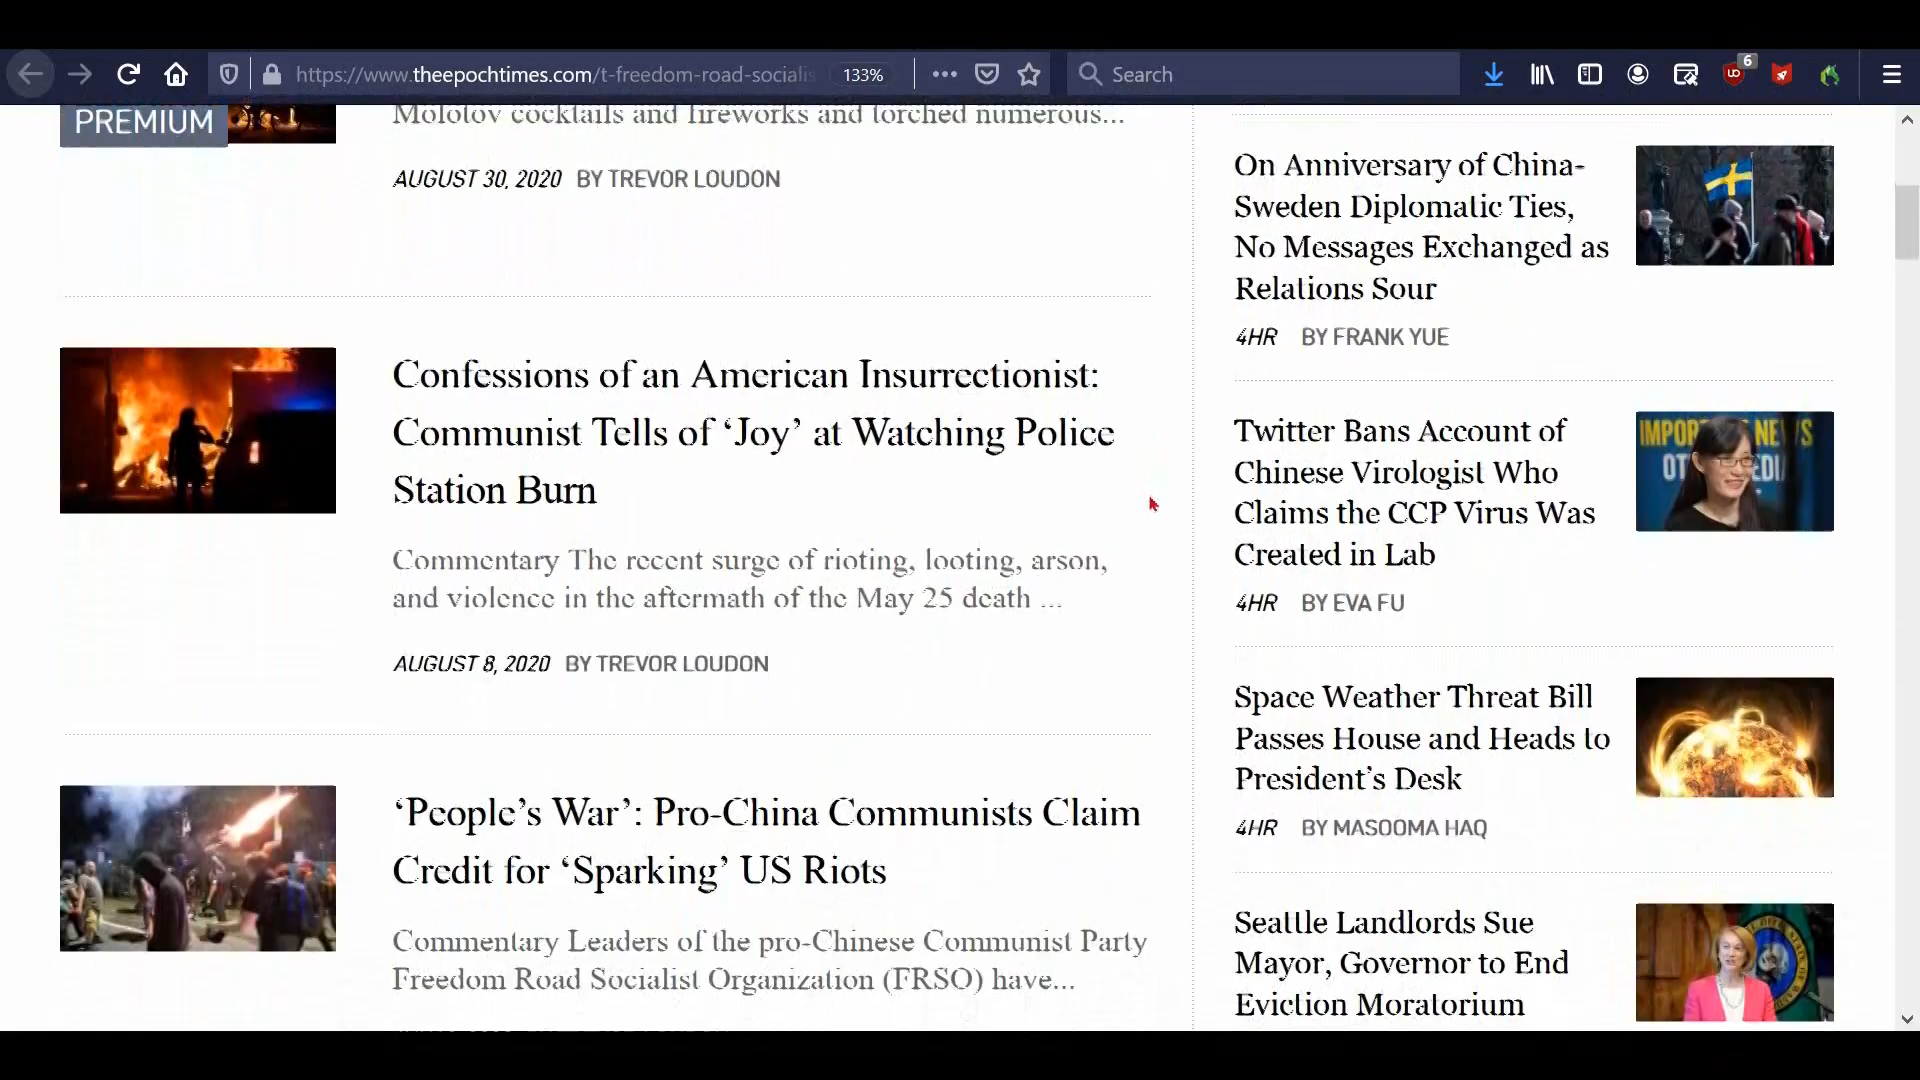 https://www.theepochtimes.com/t-freedom-road-socialis
133%
Search
6
PREMIUM
Molotov cocktails and fireworks and torched numerous...
AUGUST 30, 2020 BY TREVOR LOUDON
Confessions of an American Insurrectionist:
Communist Tells of ‘Joy’ at Watching Police
Station Burn
Commentary The recent surge of rioting, looting, arson,
and violence in the aftermath of the May 25 death ...
AUGUST 8, 2020 BY TREVOR LOUDON
‘People’s War’: Pro-China Communists Claim
Credit for ‘Sparking’ US Riots
Commentary Leaders of the pro-Chinese Communist Party
Freedom Road Socialist Organization (FRSO) have...
On Anniversary of China-
Sweden Diplomatic Ties,
No Messages Exchanged as
Relations Sour
4HR BY FRANK YUE
Twitter Bans Account of
Chinese Virologist Who
Claims the CCP Virus Was
Created in Lab
4HR BY EVA FU
Space Weather Threat Bill
Passes House and Heads to
President’s Desk
4HR BY MASOOMA HAQ
Seattle Landlords Sue
Mayor, Governor to End
Eviction Moratorium